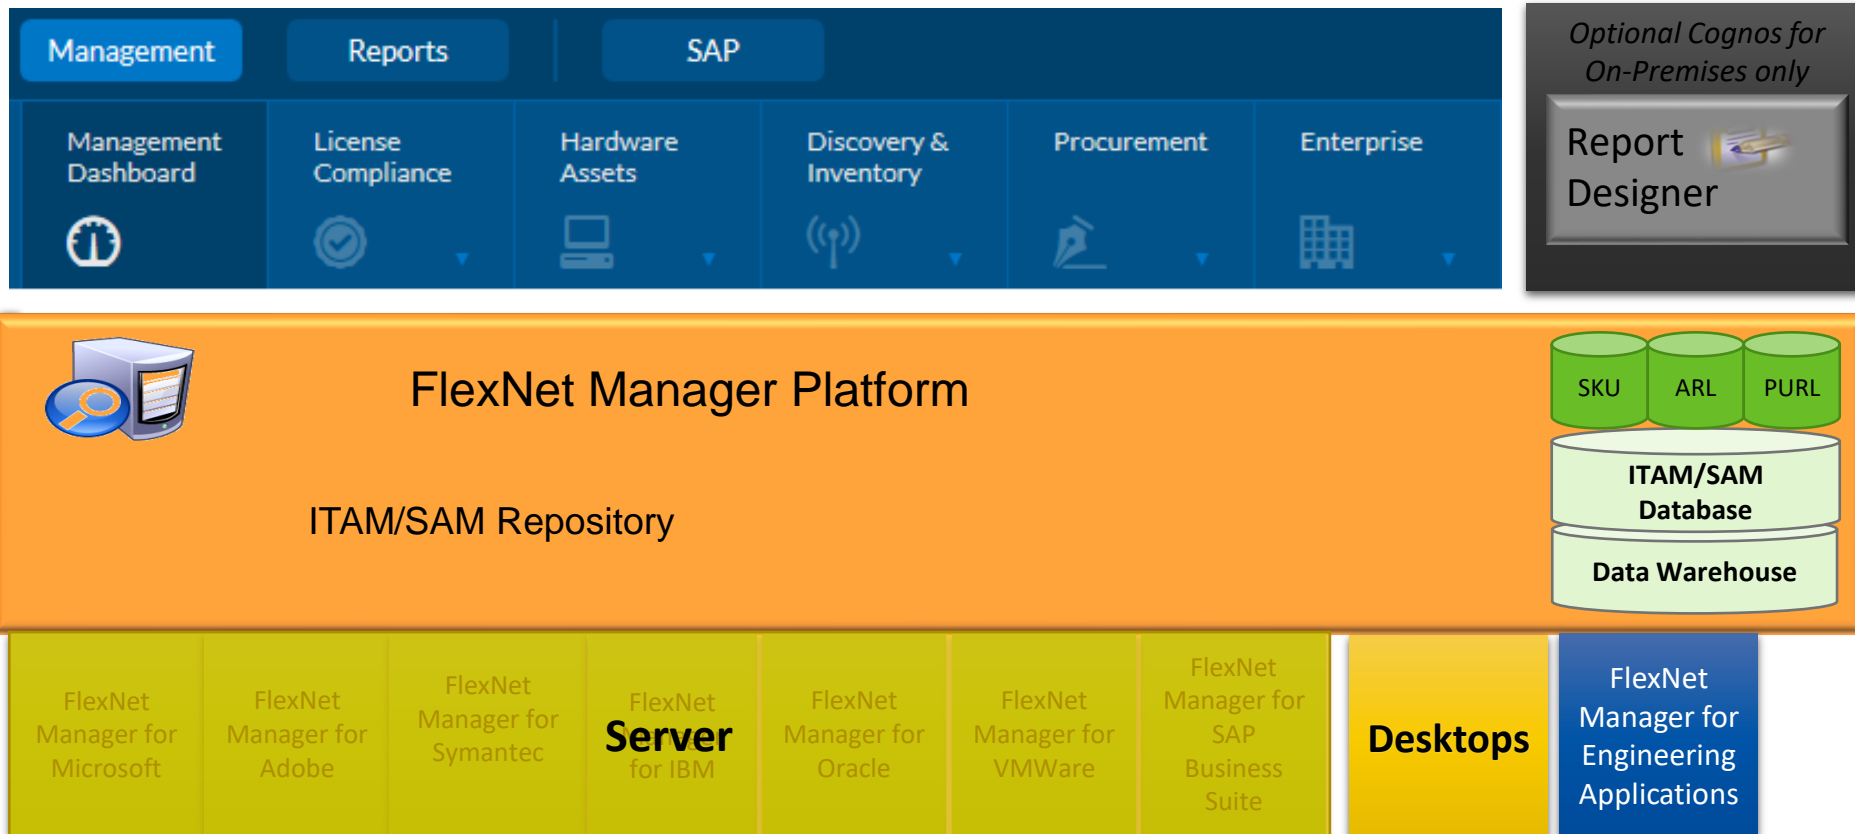 Management
Reports
SAP
Optional Cognos for
On-Premises only
Management
Dashboard
License
Compliance
Hardware
Assets
Discovery &
Inventory
Procurement
Enterprise
Report
Designer
FlexNet Manager Platform
ITAM/SAM Repository
SKU
ARL
PURL
ITAM/SAM
Database
Data Warehouse
FlexNet
Manager for
Microsoft
FlexNet
Manager for
Adobe
FlexNet
Manager for
Symantec
FlexNet
Manager
for IBM
Server
FlexNet
Manager for
Oracle
FlexNet
Manager for
VMWare
FlexNet
Manager for
SAP
Business
Suite
Desktops
FlexNet
Manager for
Engineering
Applications